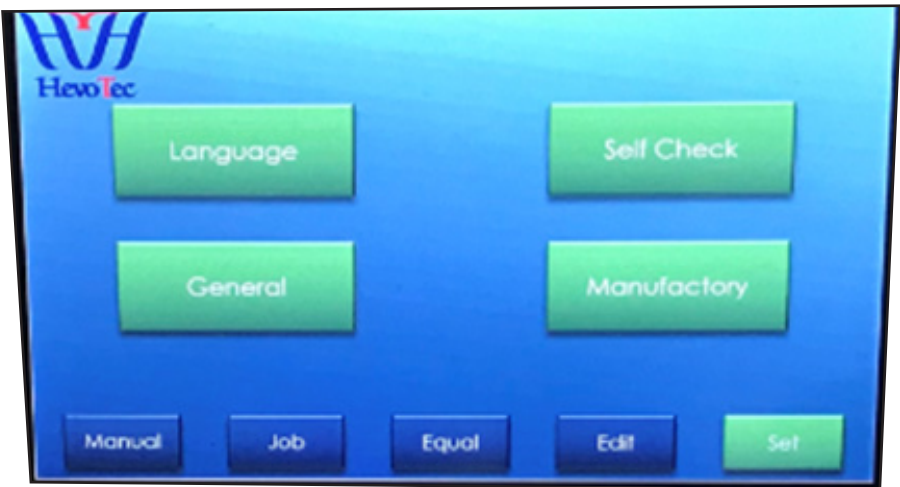 HevoTec
Language
Self Check
General
Manufactory
Manual
Job
Equal
Edit
Set